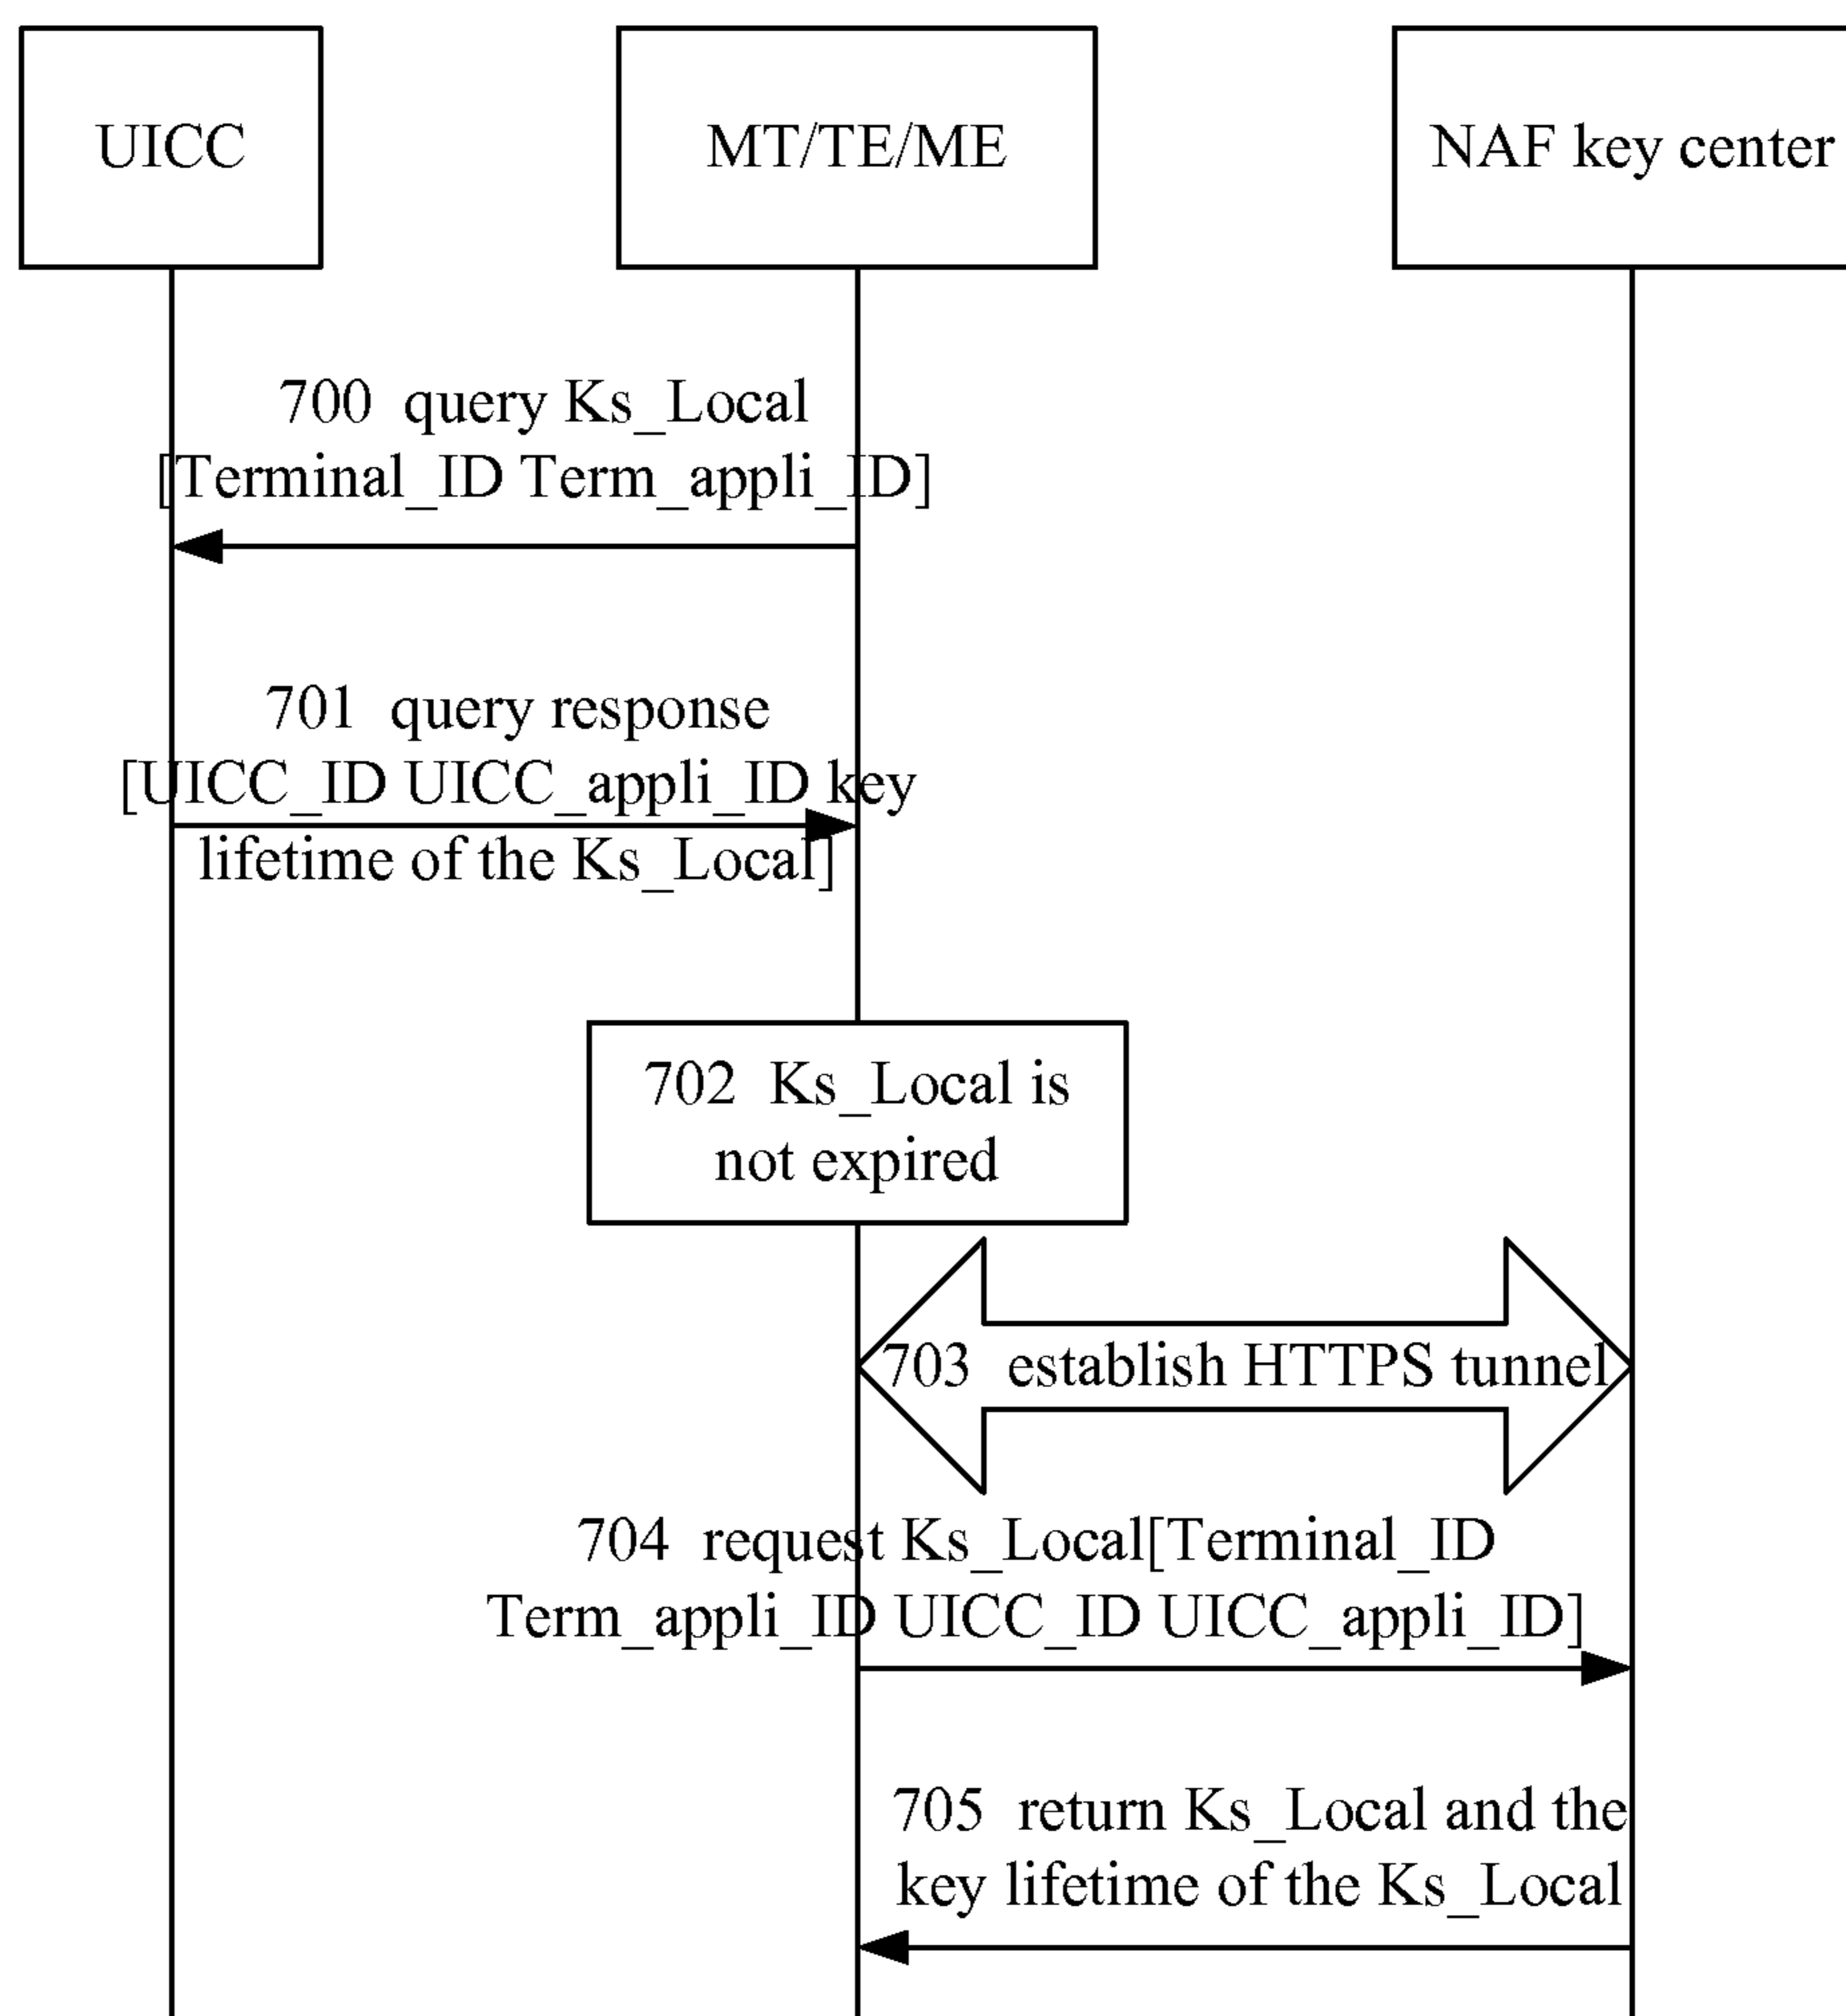 UICC
MT/TE/ME
NAF key center
700 query Ks_Local
[Terminal_ID Term_appli_ID]
701 query response
[UICC_ID UICC_appli_ID key
lifetime of the Ks_Local]
702 Ks_Local is
not expired
703 establish HTTPS tunnel
704 request Ks_Local[Terminal_ID
Term_appli_ID UICC_ID UICC_appli_ID]
705 return Ks_Local and the
key lifetime of the Ks_Local